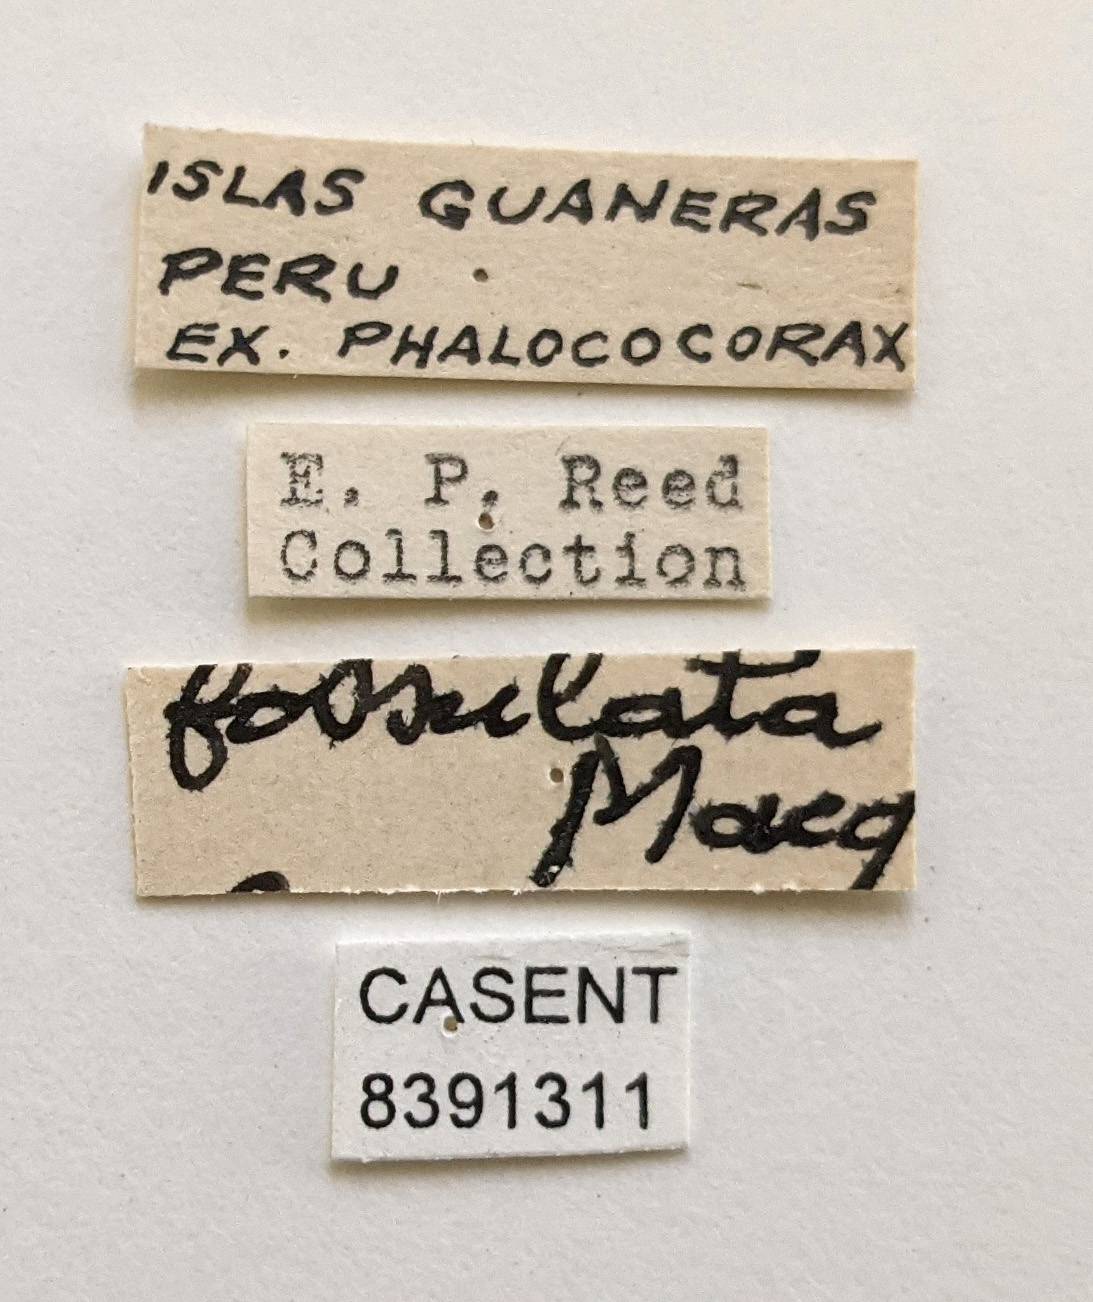 ISLAS GUANERAS
PERU
EX. PHALOCOCORAX
E. P. Reed
Collection
fossulata
Macq
CASENT
8391311